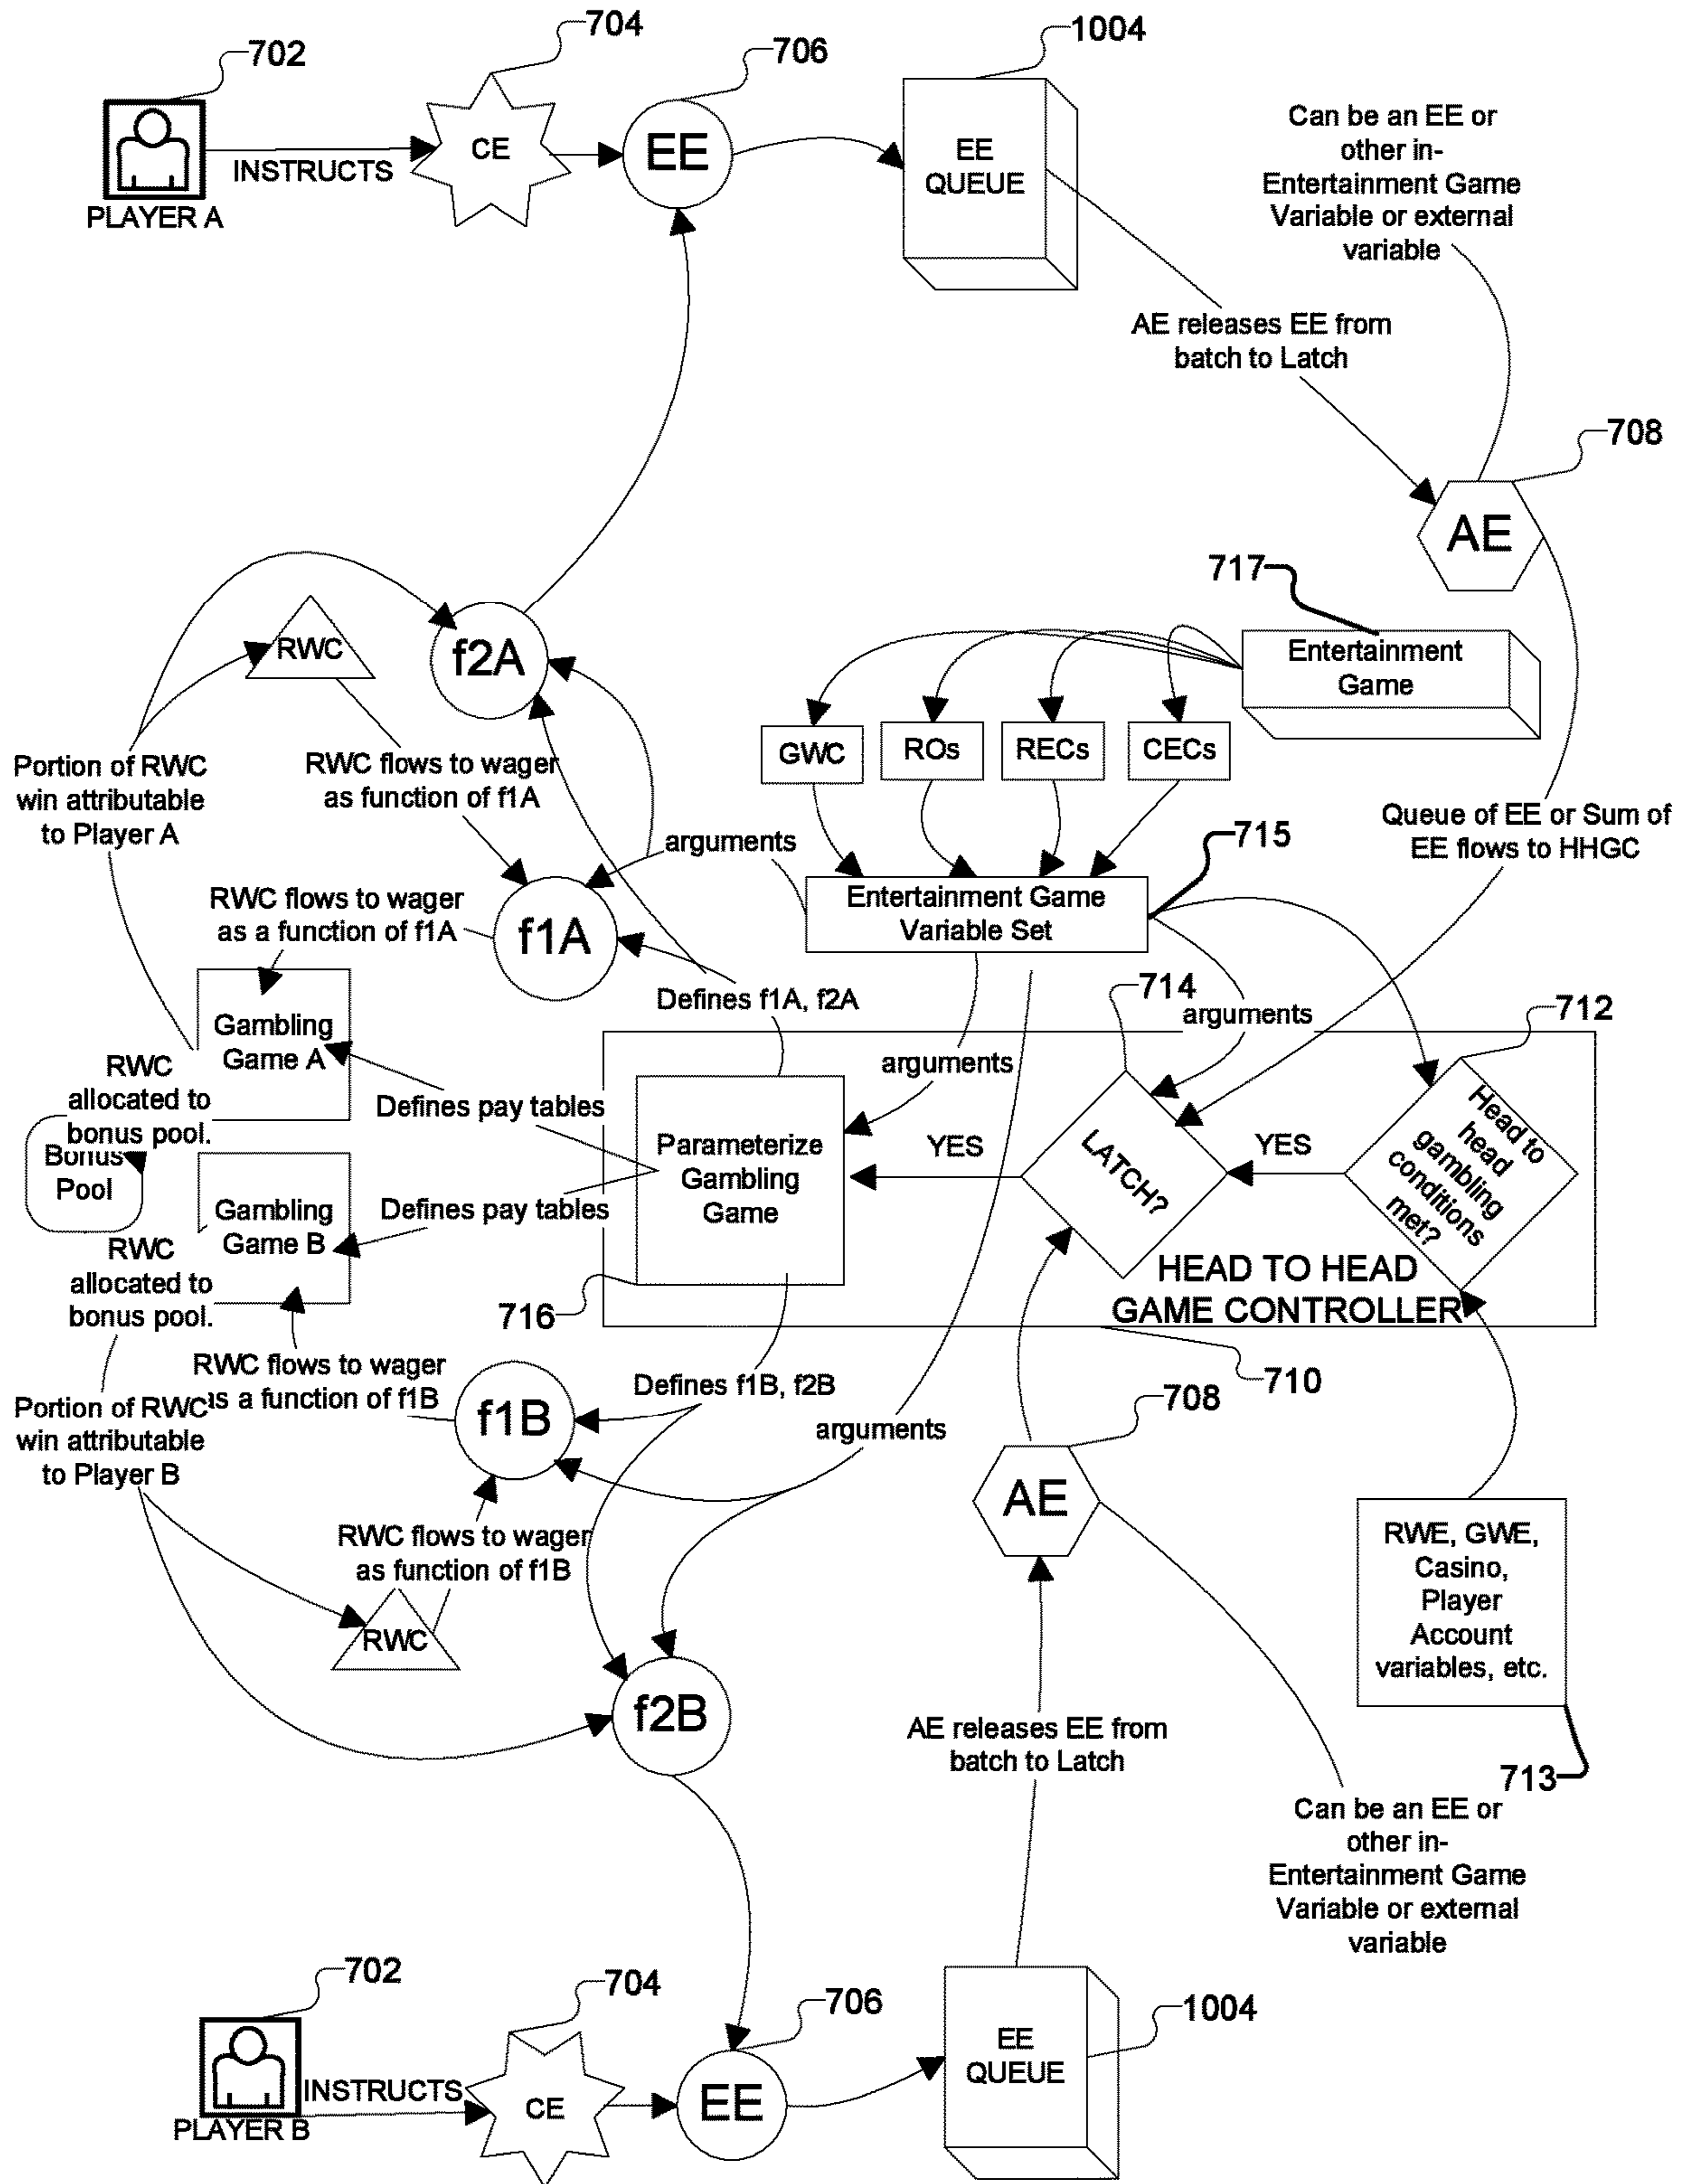 702
704
706
1004
PLAYER A
INSTRUCTS
CE
EE
EE
QUEUE
Can be an EE or
other in-
Entertainment Game
Variable or external
variable
AE releases EE from
batch to Latch
708
AE
717
Entertainment
Game
RWC
f2A
GWC
ROs
RECs
CECs
Portion of RWC
win attributable
to Player A
RWC flows to wager
as function of f1A
Queue of EE or Sum of
EE flows to HHGC
arguments
715
Entertainment Game
Variable Set
RWC flows to wager
as a function of f1A
f1A
Defines f1A, f2A
714
arguments
712
Gambling
Game A
RWC
allocated to
bonus pool.
Bonus
Pool
Defines pay tables
arguments
Parameterize
Gambling
Game
YES
LATCH?
YES
Head to
head
gambling
conditions
met?
Gambling
Game B
Defines pay tables
RWC
allocated to
bonus pool.
716
HEAD TO HEAD
GAME CONTROLLER
710
RWC flows to wager
as a function of f1B
Portion of RWC
win attributable
to Player B
f1B
Defines f1B, f2B
arguments
708
AE
RWC flows to wager
as function of f1B
RWC
RWE, GWE,
Casino,
Player
Account
variables, etc.
713
f2B
AE releases EE from
batch to Latch
Can be an EE or
other in-
Entertainment Game
Variable or external
variable
702
704
706
1004
PLAYER B
INSTRUCTS
CE
EE
EE
QUEUE